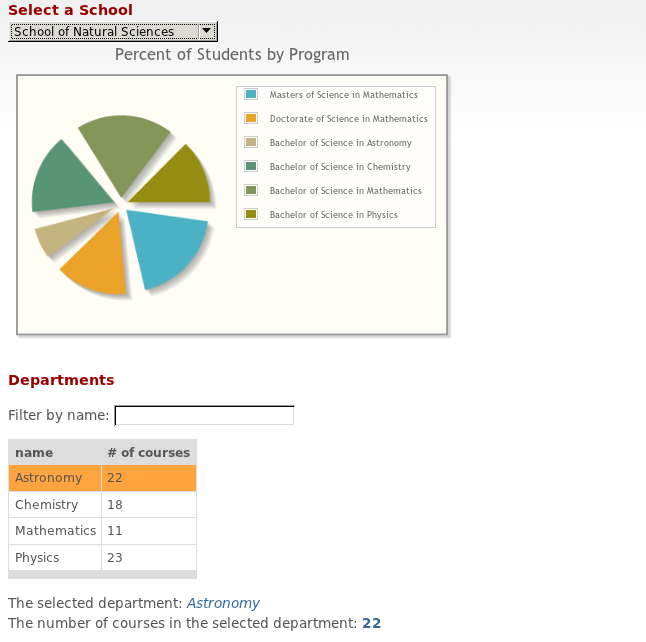 Select a School
School of Natural Sciences
Percent of Students by Program
Masters of Science in Mathematics
Doctorate of Science in Mathematics
Bachelor of Science in Astronomy
Bachelor of Science in Chemistry
Bachelor of Science in Mathematics
Bachelor of Science in Physics
Departments
Filter by name:
name # of courses
Astronomy 22
Chemistry 18
Mathematics 11
Physics 23
The selected department: Astronomy
The number of courses in the selected department: 22